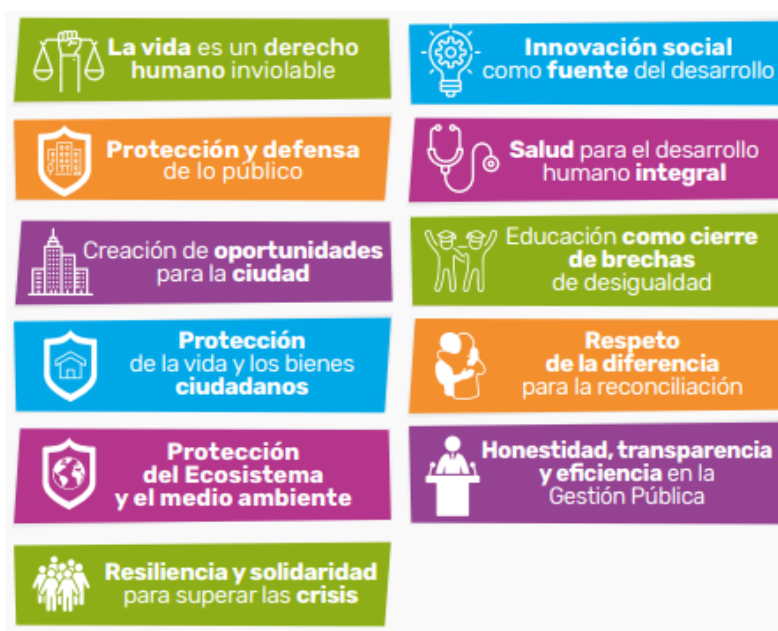 La vida es un derecho
humano inviolable
Protección y defensa
de lo público
Creación de oportunidades
para la ciudad
Protección
de la vida y los bienes
ciudadanos
Protección
del Ecosistema
y el medio ambiente
Resiliencia y solidaridad
para superar las crisis
Innovación social
como fuente del desarrollo
Salud para el desarrollo
humano integral
Educación como cierre
de brechas
de desigualdad
Respeto
de la diferencia
para la reconciliación
Honestidad, transparencia
y eficiencia en la
Gestión Pública